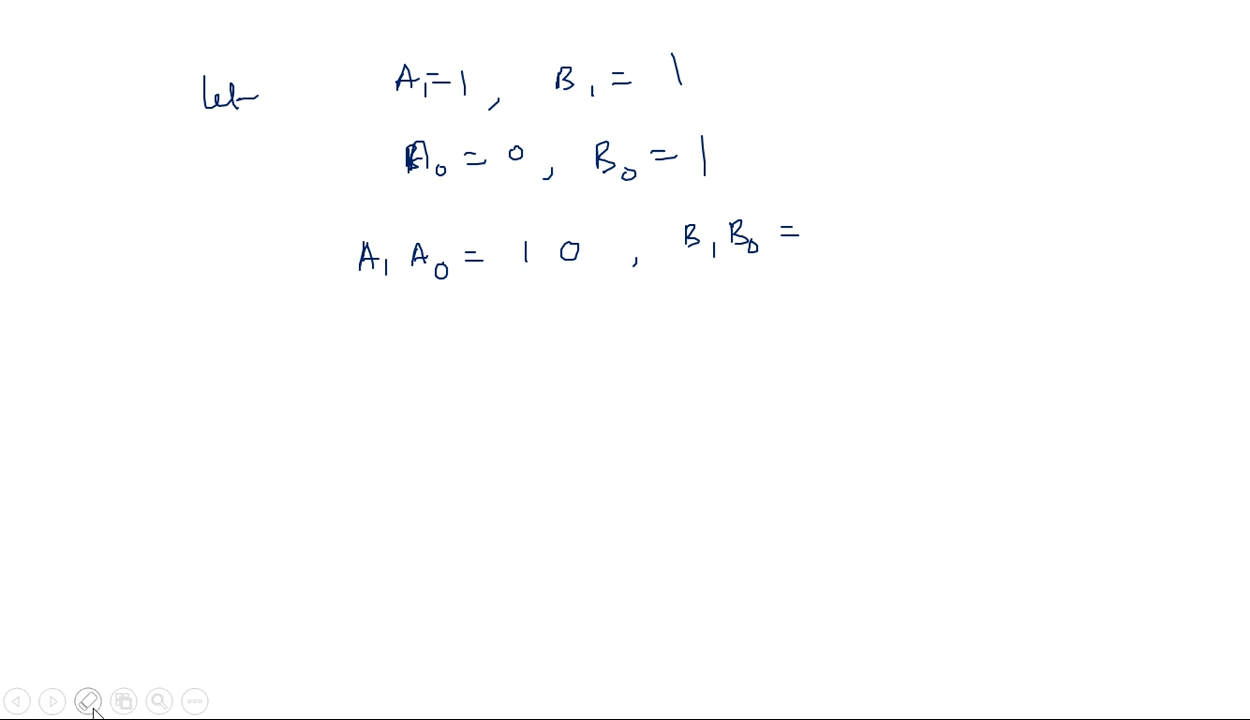 let A₁=1, B₁ = 1
A₀ = 0, B₀ = 1
A₁ A₀ = 1 0 , B₁ B₀ =